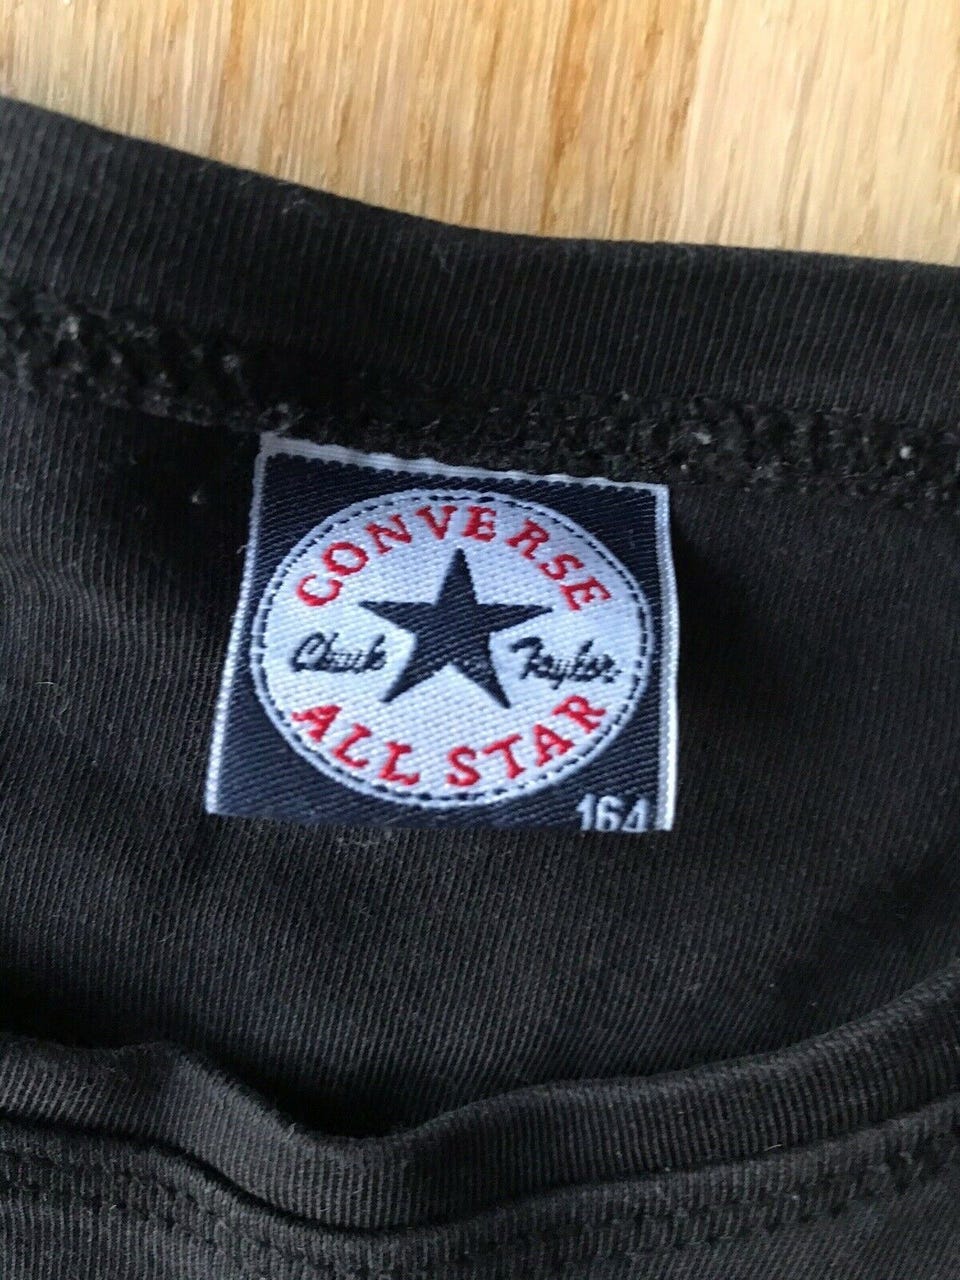 CONVERSE
Chuck Taylor
ALL STAR
164